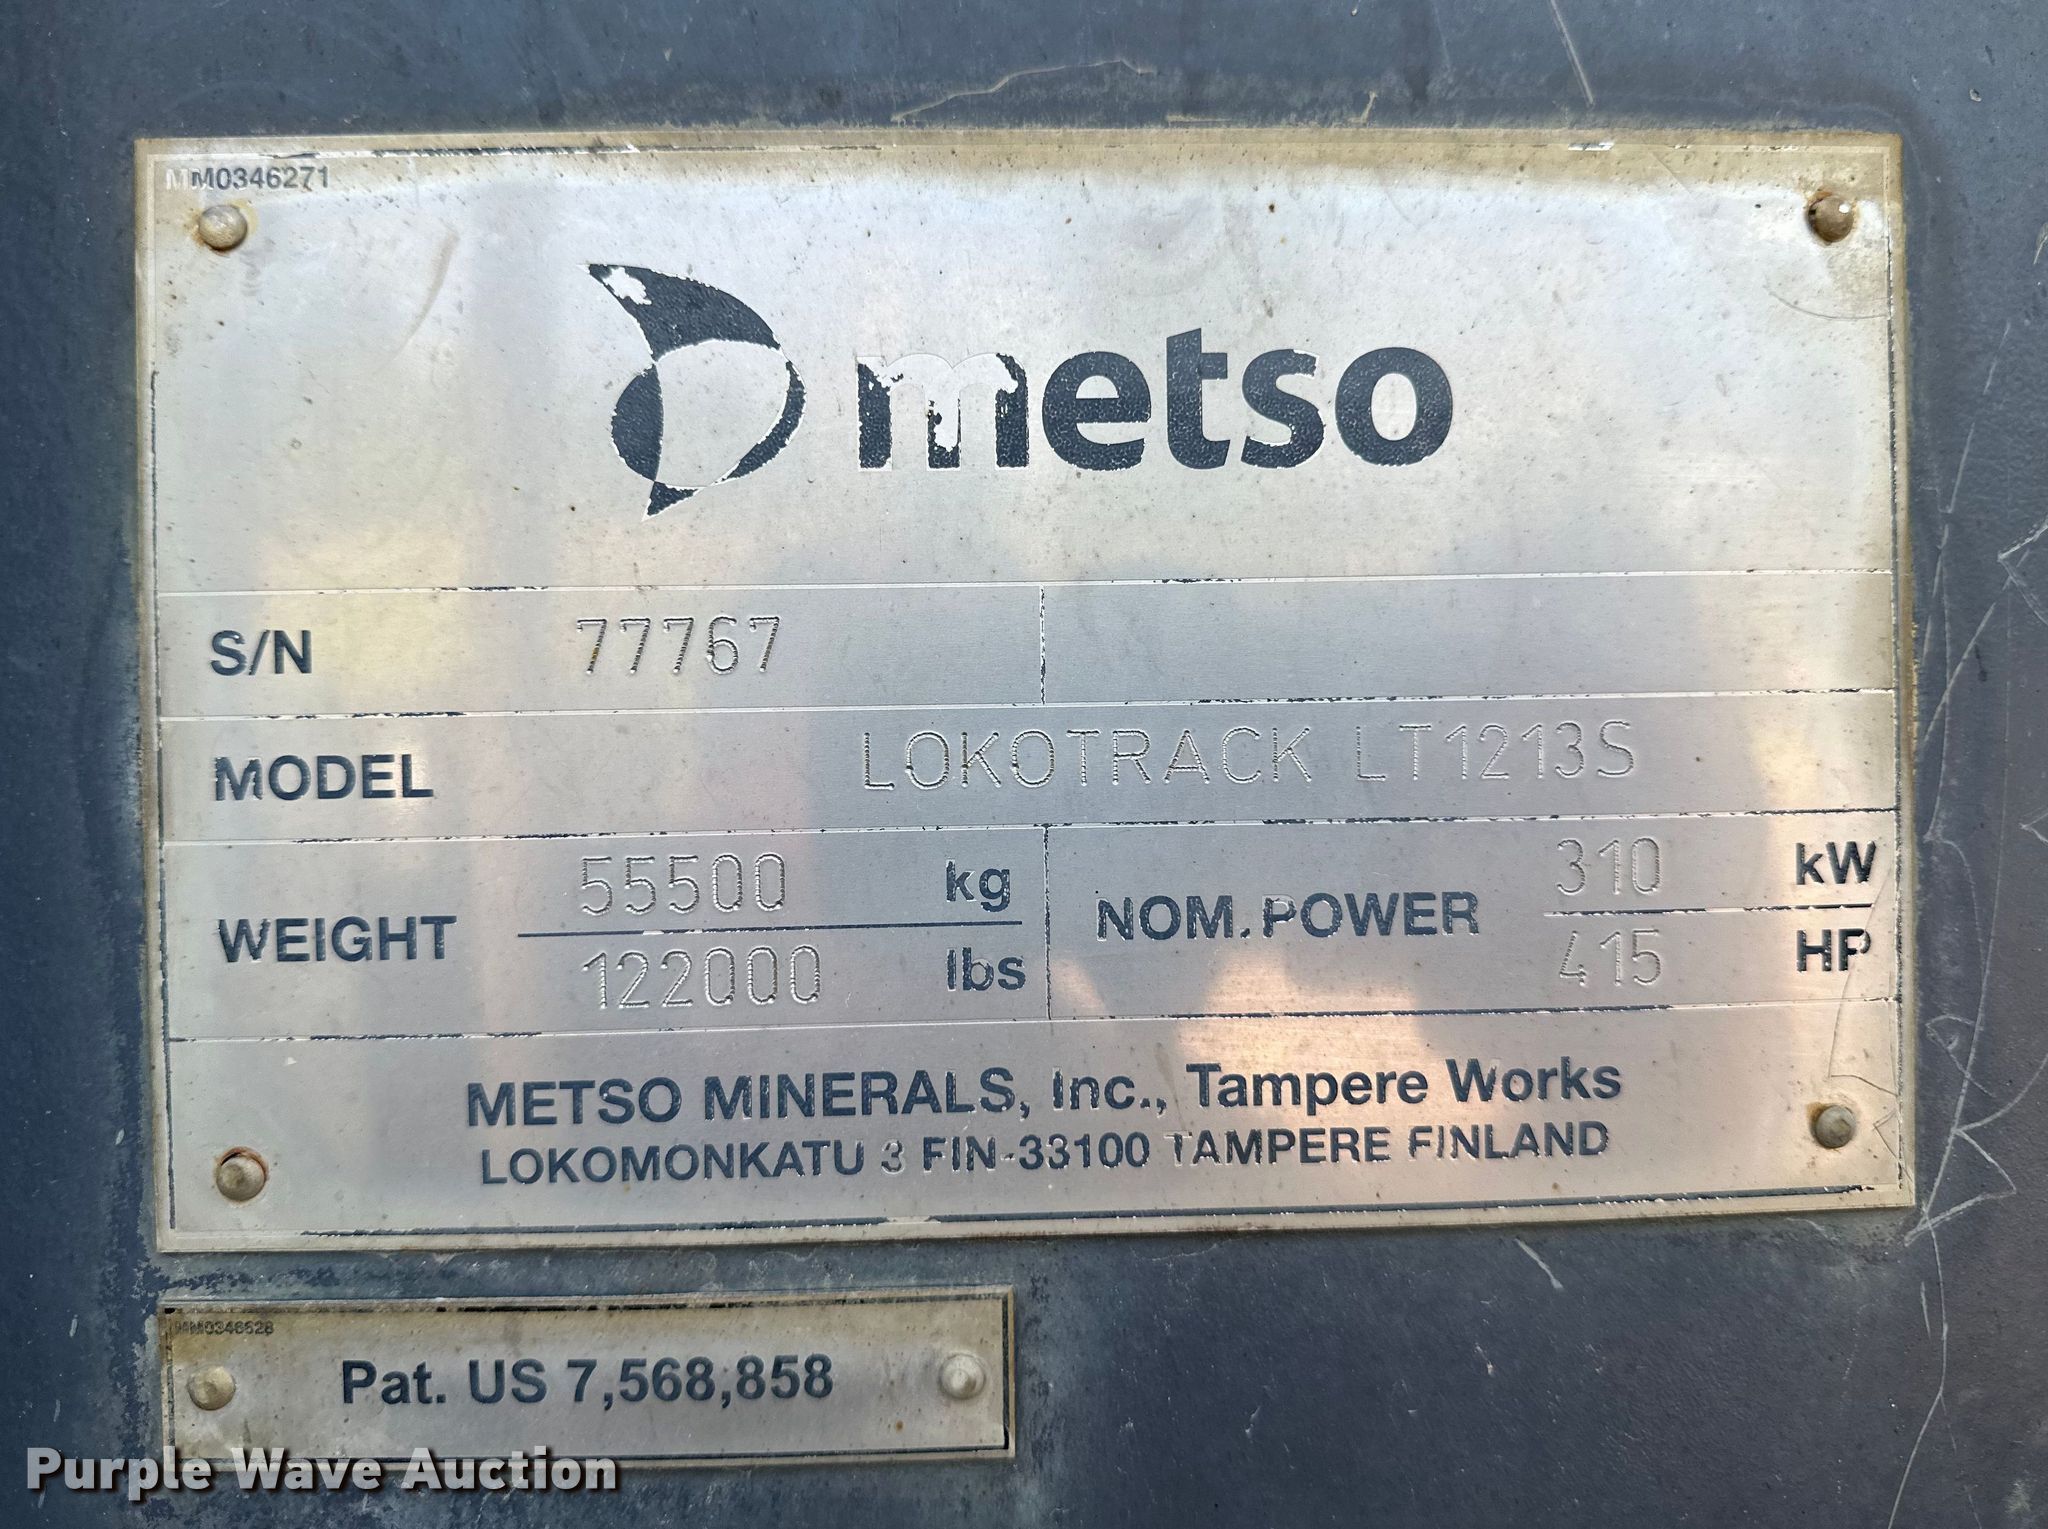 MM0346271
metso
S/N 77767
MODEL LOKOTRACK LT1213S
WEIGHT 55500 kg
122000 lbs
NOM. POWER 310 kW
415 HP
METSO MINERALS, Inc., Tampere Works
LOKOMONKATU 3 FIN-33100 TAMPERE FINLAND
MM0346628
Pat. US 7,568,858
Purple Wave Auction